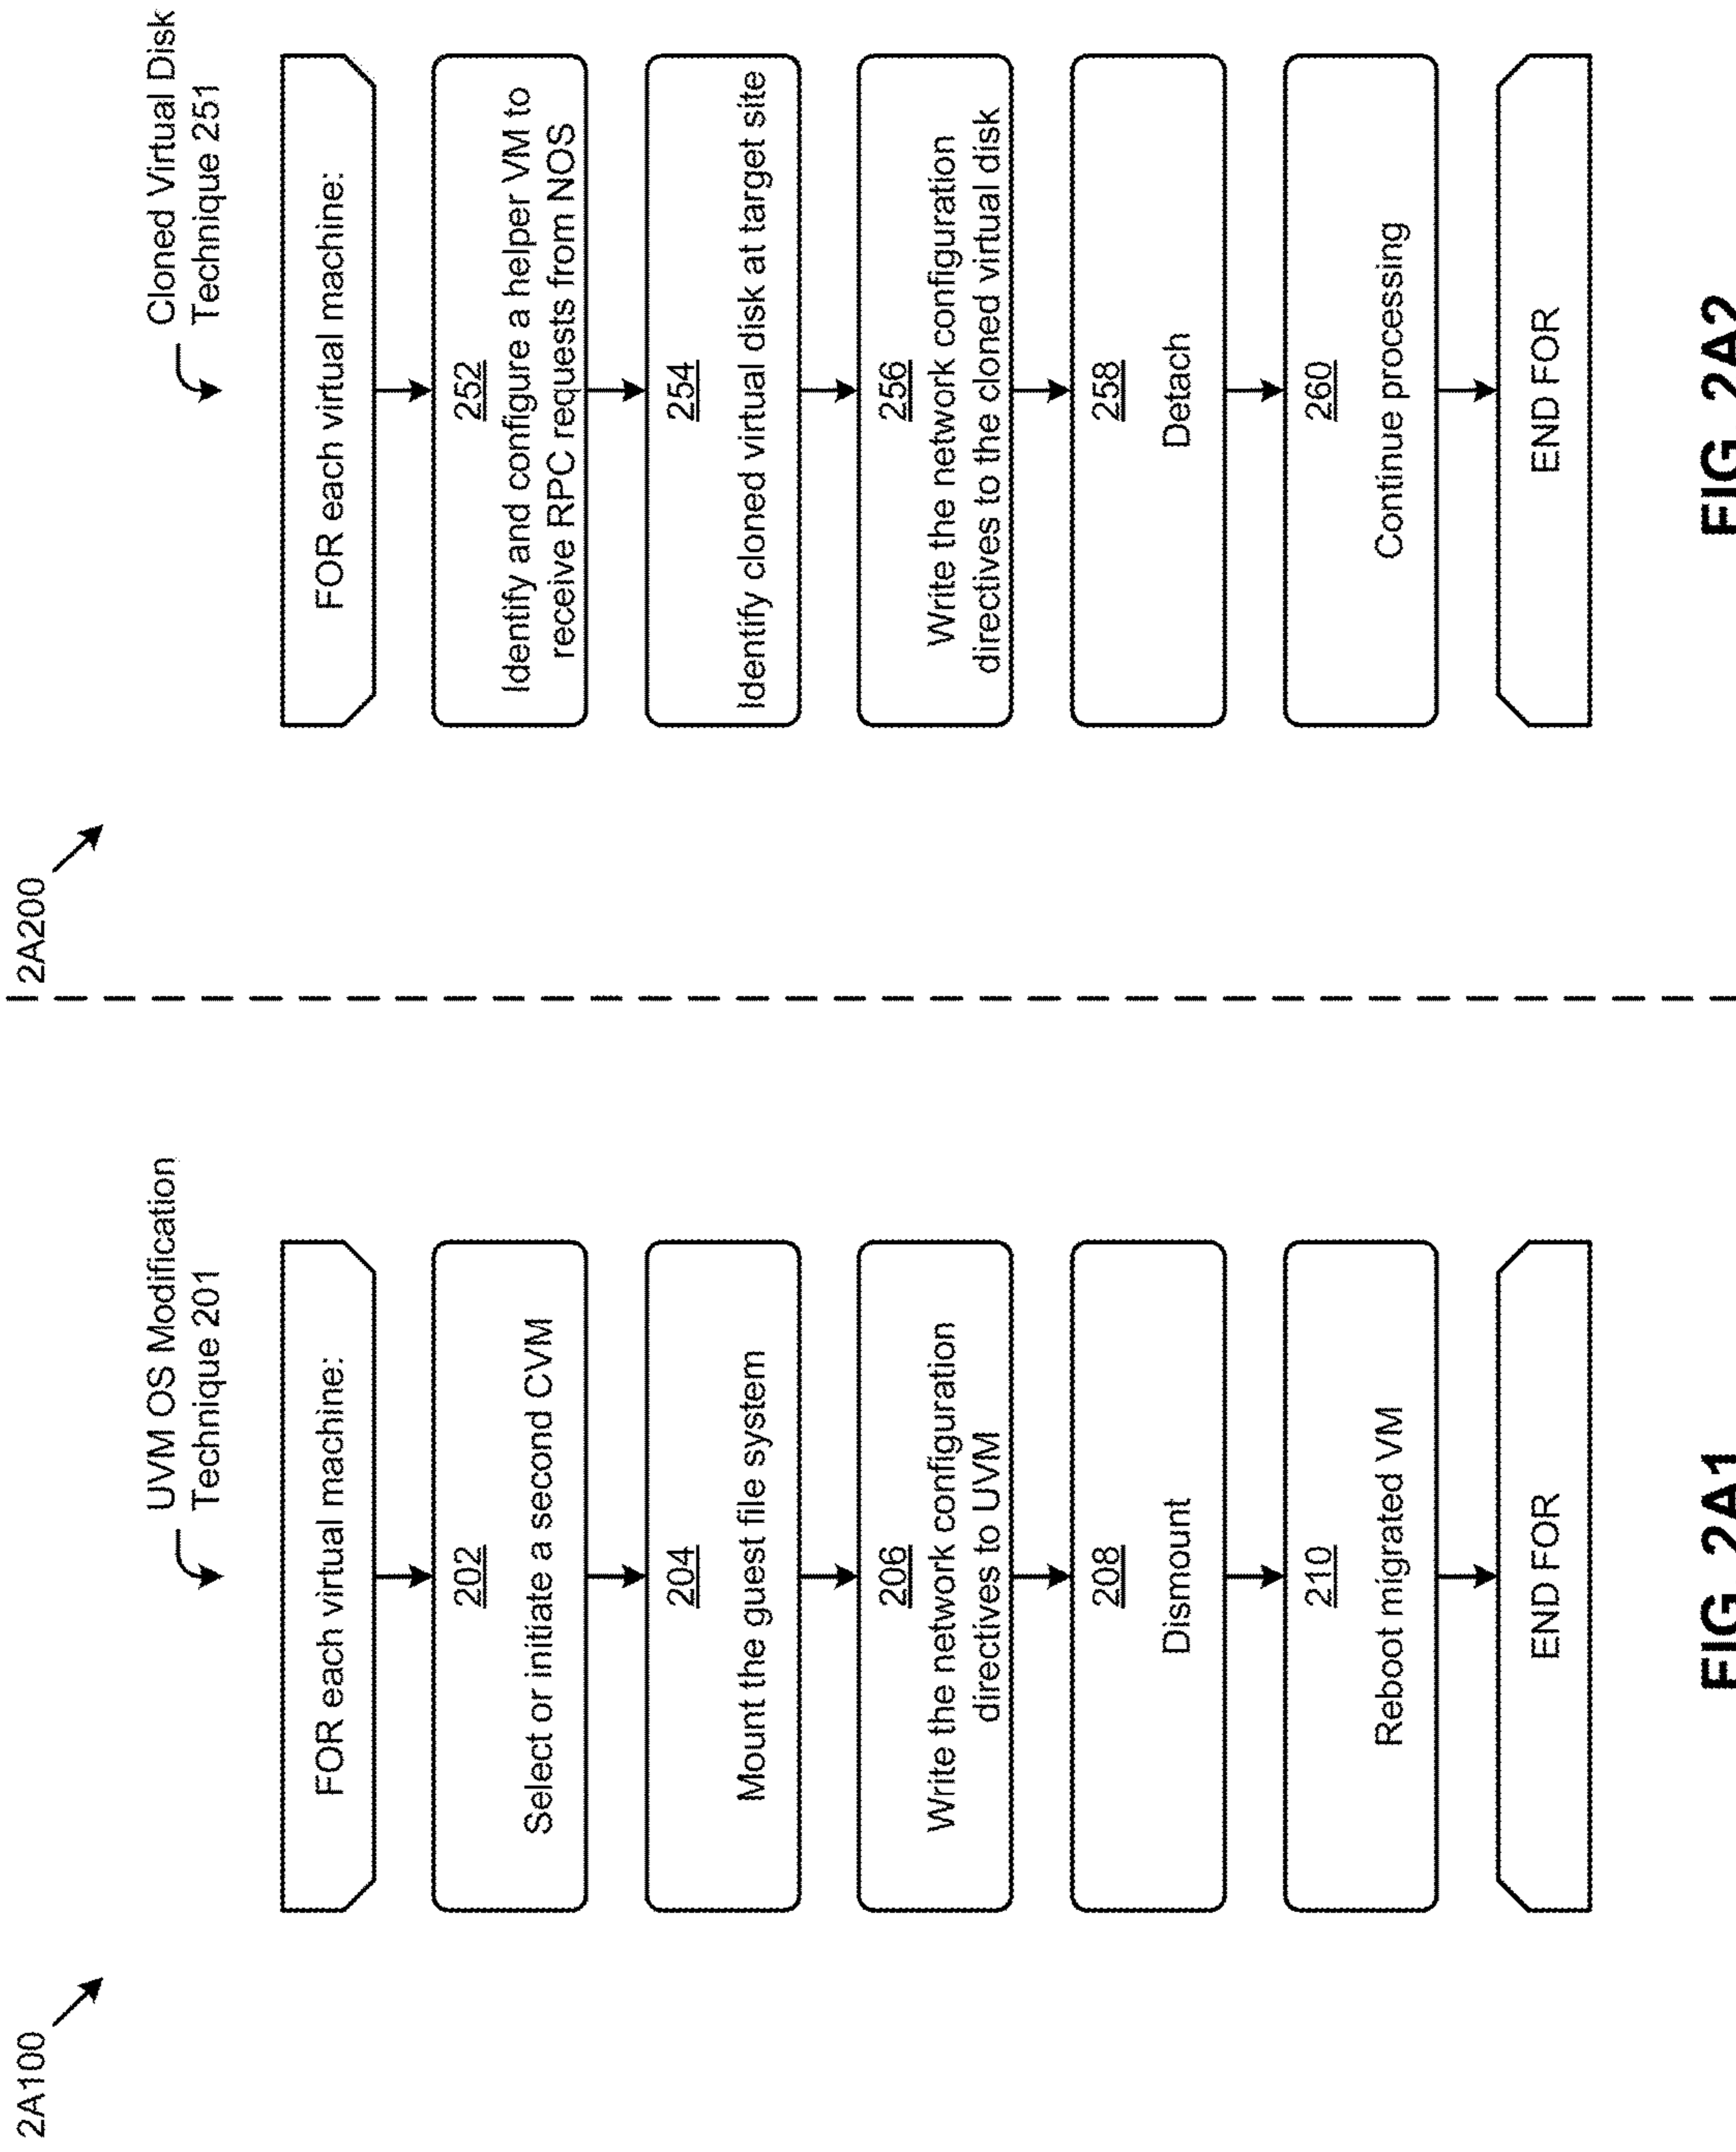 2A100
UVM OS Modification
Technique 201
FOR each virtual machine:
202
Select or initiate a second CVM
204
Mount the guest file system
206
Write the network configuration
directives to UVM
208
Dismount
210
Reboot migrated VM
END FOR
FIG. 2A1
2A200
Cloned Virtual Disk
Technique 251
FOR each virtual machine:
252
Identify and configure a helper VM to
receive RPC requests from NOS
254
Identify cloned virtual disk at target site
256
Write the network configuration
directives to the cloned virtual disk
258
Detach
260
Continue processing
END FOR
FIG. 2A2